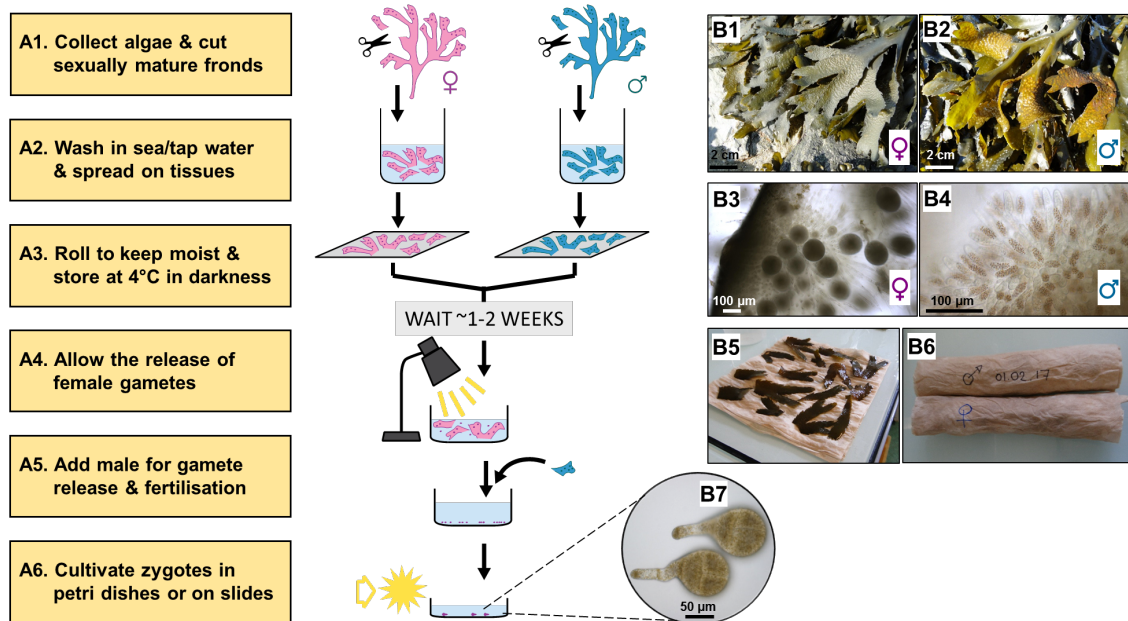 A1. Collect algae & cut
sexually mature fronds
A2. Wash in sea/tap water
& spread on tissues
A3. Roll to keep moist &
store at 4°C in darkness
A4. Allow the release of
female gametes
A5. Add male for gamete
release & fertilisation
A6. Cultivate zygotes in
petri dishes or on slides
♀
♂
WAIT ~1-2 WEEKS
B1
2 cm
♀
B2
2 cm
♂
B3
100 µm
♀
B4
100 µm
♂
B5
B6
♂ 01.02.17
♀
B7
50 µm